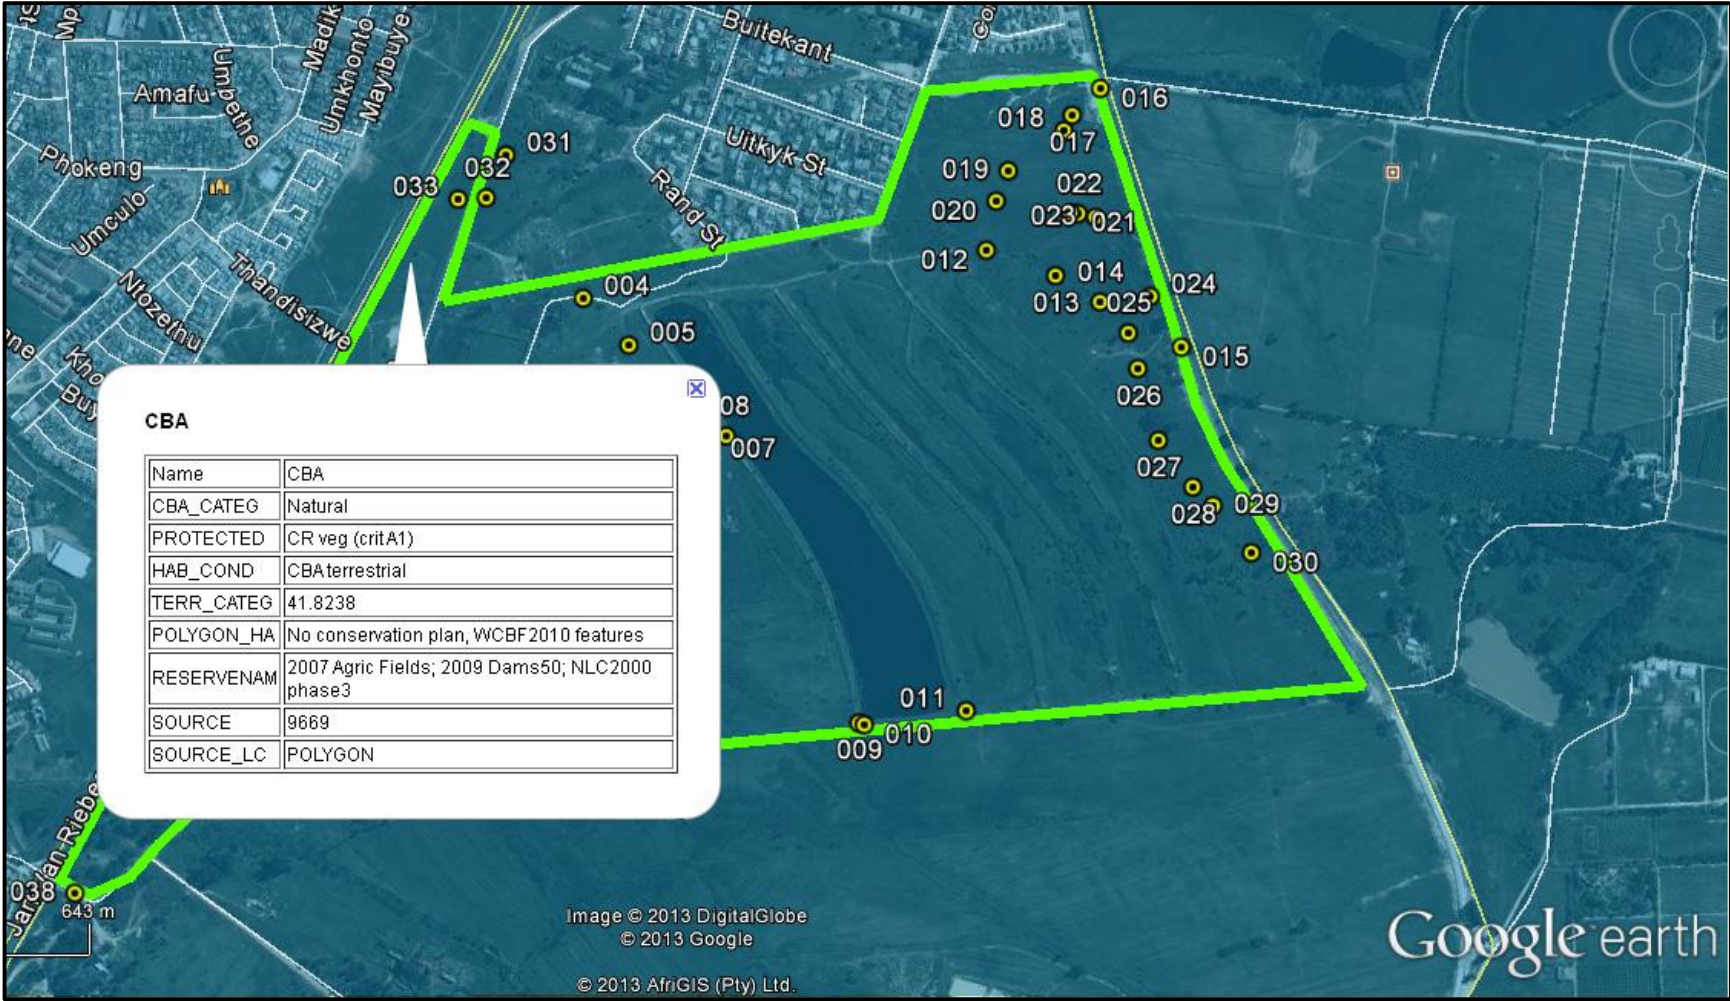 Buitekant
Umbethe
Madik
Umkhonto
Mayibuye
Amafu
Phokeng
Umculo
Ntozethu
Thandisizwe
Uitkyk St
Rand St
016
018
017
031
032
033
019
022
020
023
021
012
014
004
013
025
024
005
015
026
08
007
027
028
029
030
011
009
010
CBA
Name CBA
CBA_CATEG Natural
PROTECTED CR veg (critA1)
HAB_COND CBA terrestrial
TERR_CATEG 41.8238
POLYGON_HA No conservation plan, WCBF2010 features
RESERVENAM 2007 Agric Fields; 2009 Dams50; NLC2000
phase3
SOURCE 9669
SOURCE_LC POLYGON
038
643 m
Image © 2013 DigitalGlobe
© 2013 Google
© 2013 AfriGIS (Pty) Ltd.
Google earth